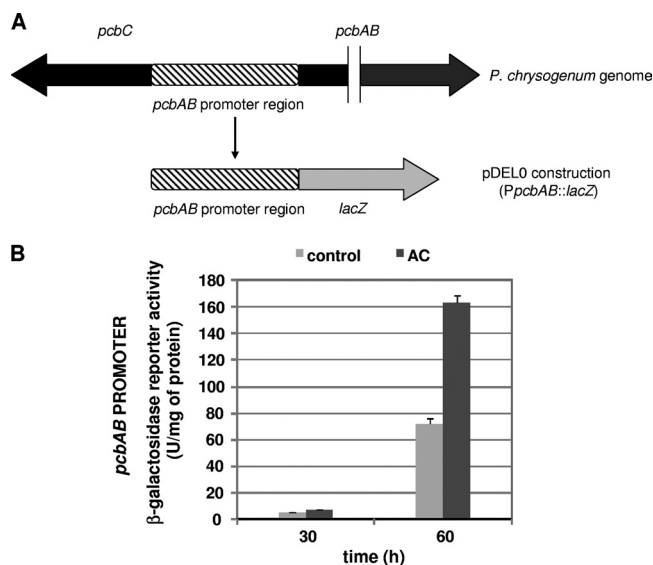 A
pcbC
pcbAB
P. chrysogenum genome
pcbAB promoter region
pDEL0 construction
(PpcbAB::lacZ)
pcbAB promoter region
lacZ
B
control
AC
pcbAB PROMOTER
β-galactosidase reporter activity
(U/mg of protein)
180
160
140
120
100
80
60
40
20
0
30
60
time (h)